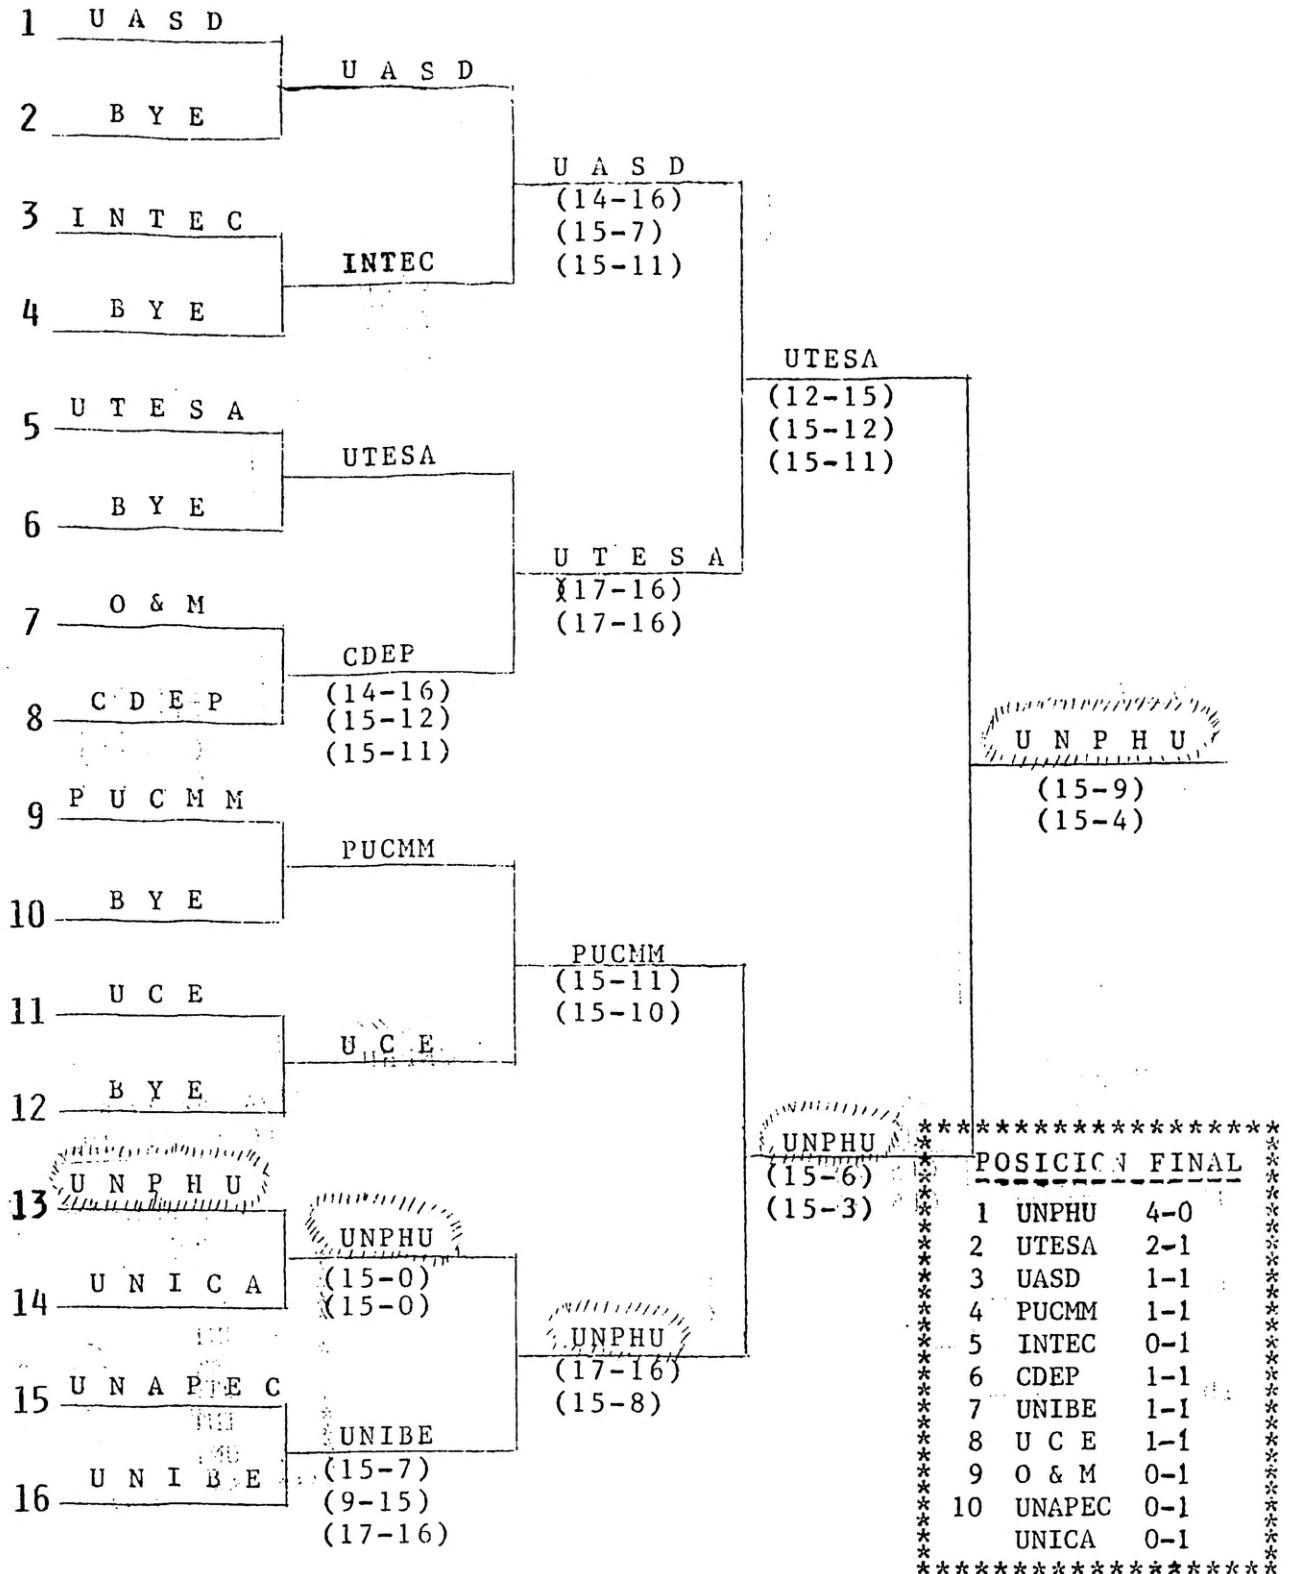 1 U A S D
U A S D
2 B Y E
U A S D
(14-16)
(15-7)
(15-11)
3 I N T E C
INTEC
4 B Y E
UTESA
(12-15)
(15-12)
(15-11)
5 U T E S A
UTESA
6 B Y E
U T E S A
(17-16)
(17-16)
7 O & M
CDEP
(14-16)
(15-12)
(15-11)
8 C D E P
U N P H U
(15-9)
(15-4)
9 P U C M M
PUCMM
10 B Y E
PUCMM
(15-11)
(15-10)
11 U C E
U C E
12 B Y E
UNPHU
(15-6)
(15-3)
13 U N P H U
UNPHU
(15-0)
(15-0)
14 U N I C A
UNPHU
(17-16)
(15-8)
15 U N A P E C
UNIBE
(15-7)
(9-15)
(17-16)
16 U N I B E
POSICION FINAL
1 UNPHU 4-0
2 UTESA 2-1
3 UASD 1-1
4 PUCMM 1-1
5 INTEC 0-1
6 CDEP 1-1
7 UNIBE 1-1
8 U C E 1-1
9 O & M 0-1
10 UNAPEC 0-1
UNICA 0-1